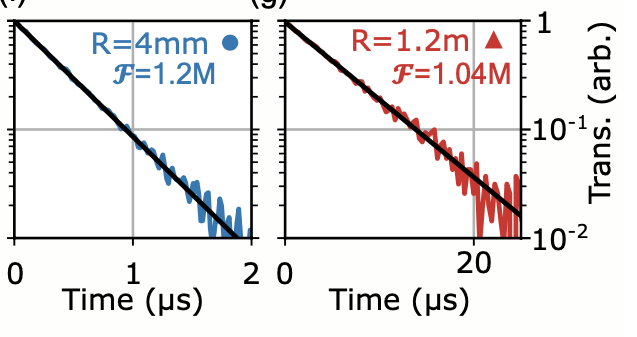 R=4mm
ℱ=1.2M
0 1 2
Time (μs)
R=1.2m
ℱ=1.04M
0 20
Time (μs)
1
10⁻¹
10⁻²
Trans. (arb.)